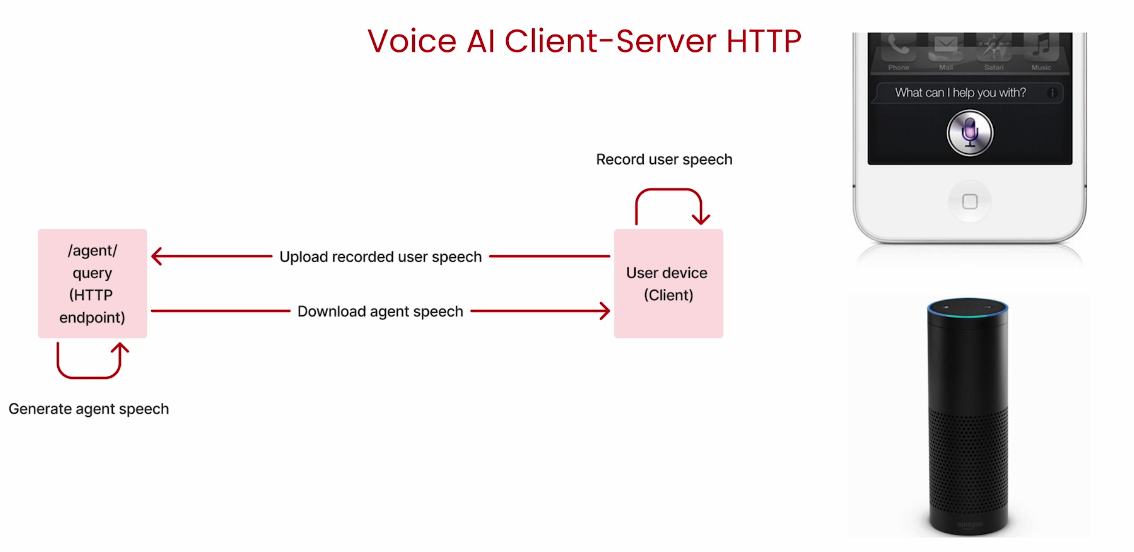 Voice AI Client-Server HTTP
Phone
Mail
Safari
Music
What can I help you with?
Record user speech
/agent/
query
(HTTP
endpoint)
Upload recorded user speech
Download agent speech
User device
(Client)
Generate agent speech
amazon